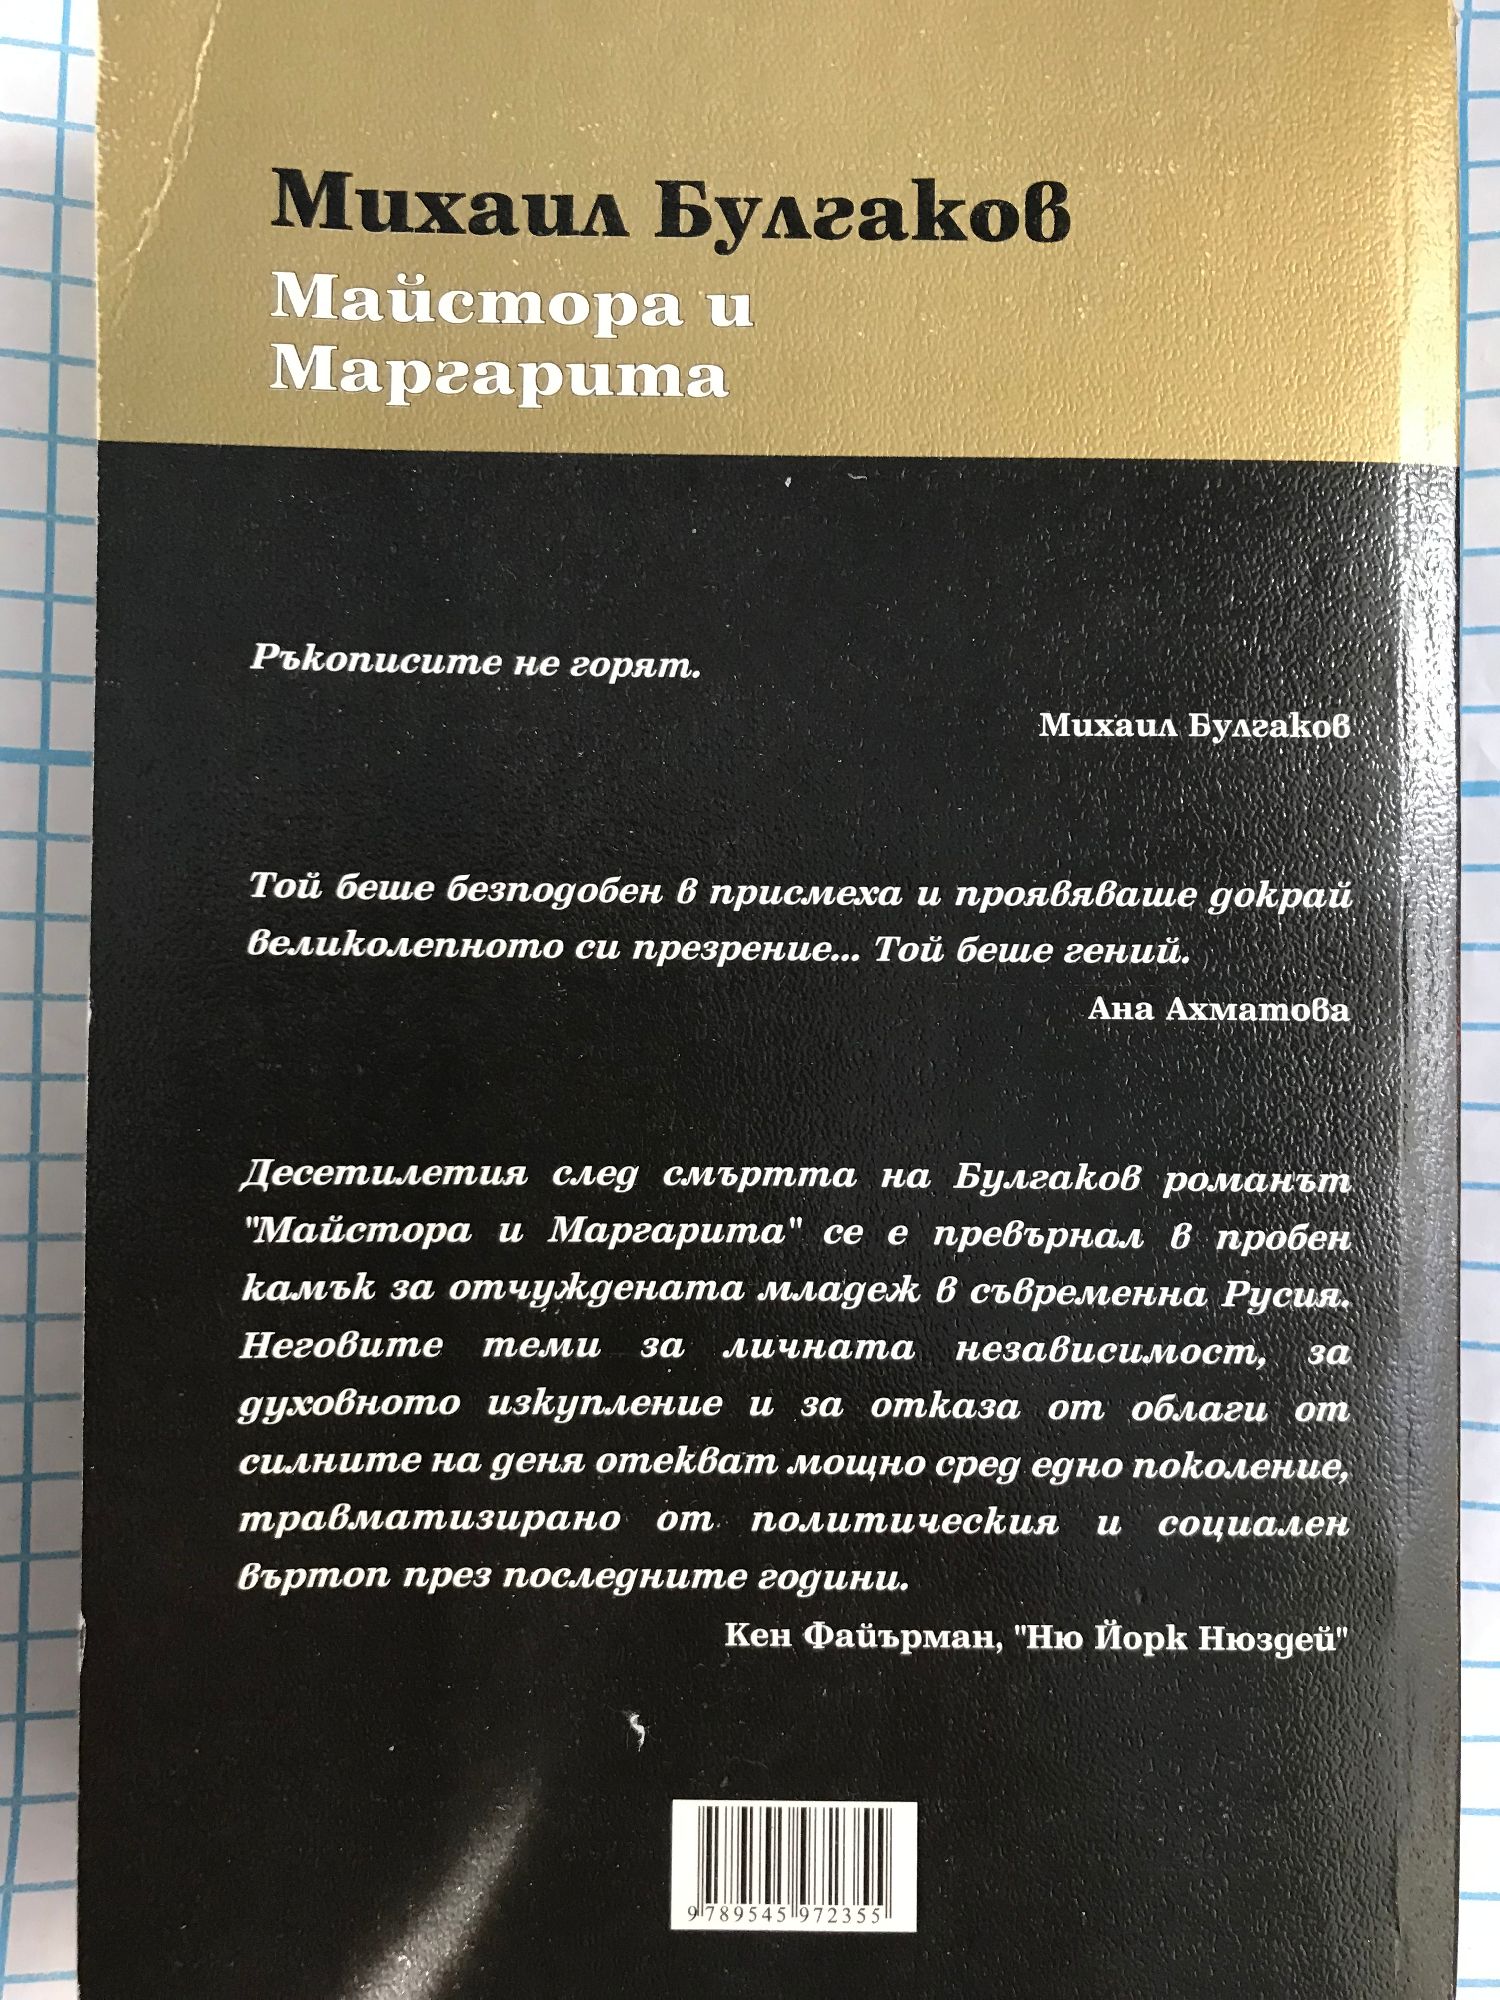 Михаил Булгаков
Майстора и
Маргарита
Ръкописите не горят.
Михаил Булгаков
Той беше безподобен в присмеха и проявяваше докрай
великолепното си презрение... Той беше гений.
Ана Ахматова
Десетилетия след смъртта на Булгаков романът
"Майстора и Маргарита" се е превърнал в пробен
камък за отчуждената младеж в съвременна Русия.
Неговите теми за личната независимост, за
духовното изкупление и за отказа от облаги от
силните на деня отекват мощно сред едно поколение,
травматизирано от политическия и социален
въртоп през последните години.
Кен Файърман, "Ню Йорк Нюздей"
9 789545 972355